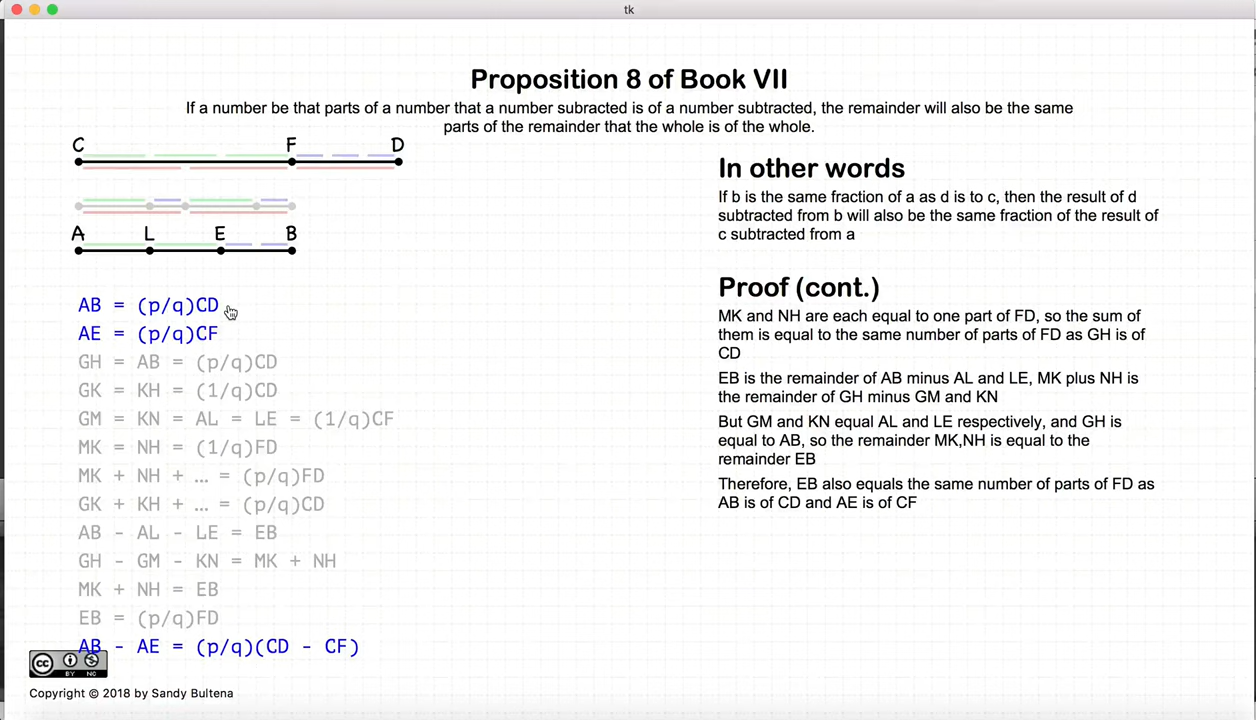 tk
Proposition 8 of Book VII
If a number be that parts of a number that a number subtracted is of a number subtracted, the remainder will also be the same
parts of the remainder that the whole is of the whole.
C F D
A L E B
AB = (p/q)CD
AE = (p/q)CF
GH = AB = (p/q)CD
GK = KH = (1/q)CD
GM = KN = AL = LE = (1/q)CF
MK = NH = (1/q)FD
MK + NH + ... = (p/q)FD
GK + KH + ... = (p/q)CD
AB - AL - LE = EB
GH - GM - KN = MK + NH
MK + NH = EB
EB = (p/q)FD
AB - AE = (p/q)(CD - CF)
In other words
If b is the same fraction of a as d is to c, then the result of d
subtracted from b will also be the same fraction of the result of
c subtracted from a
Proof (cont.)
MK and NH are each equal to one part of FD, so the sum of
them is equal to the same number of parts of FD as GH is of
CD
EB is the remainder of AB minus AL and LE, MK plus NH is
the remainder of GH minus GM and KN
But GM and KN equal AL and LE respectively, and GH is
equal to AB, so the remainder MK,NH is equal to the
remainder EB
Therefore, EB also equals the same number of parts of FD as
AB is of CD and AE is of CF
cc
BY NC
Copyright © 2018 by Sandy Bultena